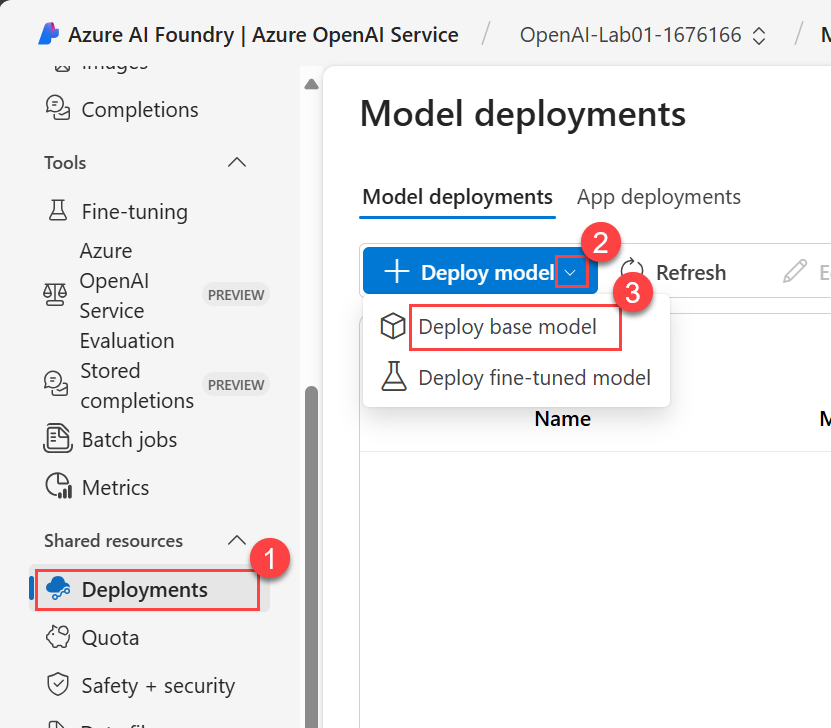 Azure AI Foundry | Azure OpenAI Service / OpenAI-Lab01-1676166 /
Images
Completions
Tools
Fine-tuning
Azure
OpenAI
Service
Evaluation
PREVIEW
Stored
completions
PREVIEW
Batch jobs
Metrics
Shared resources
1
Deployments
Quota
Safety + security
Model deployments
Model deployments
App deployments
2
Deploy model
Refresh
3
Deploy base model
Deploy fine-tuned model
Name